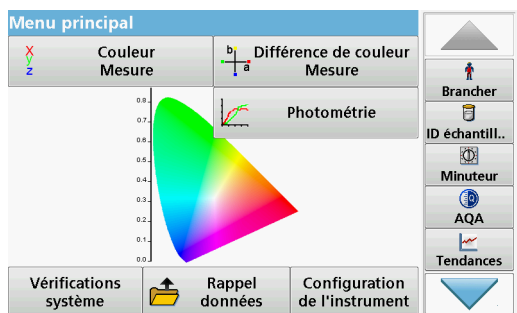 Menu principal
X
y
z
Couleur
Mesure
b
a
Différence de couleur
Mesure
Photométrie
0.8
0.7
0.6
0.5
0.4
0.3
0.2
0.1
0.0
Vérifications
système
Rappel
données
Configuration
de l'instrument
Brancher
ID échantill..
Minuteur
AQA
Tendances